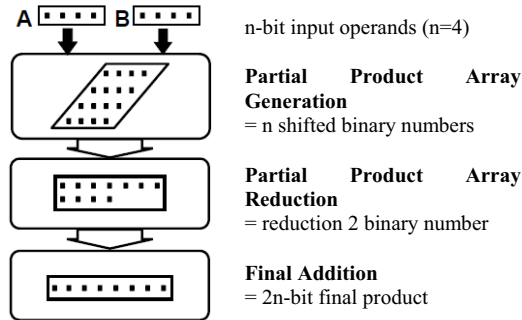 A B
n-bit input operands (n=4)
Partial Product Array
Generation
= n shifted binary numbers
Partial Product Array
Reduction
= reduction 2 binary number
Final Addition
= 2n-bit final product